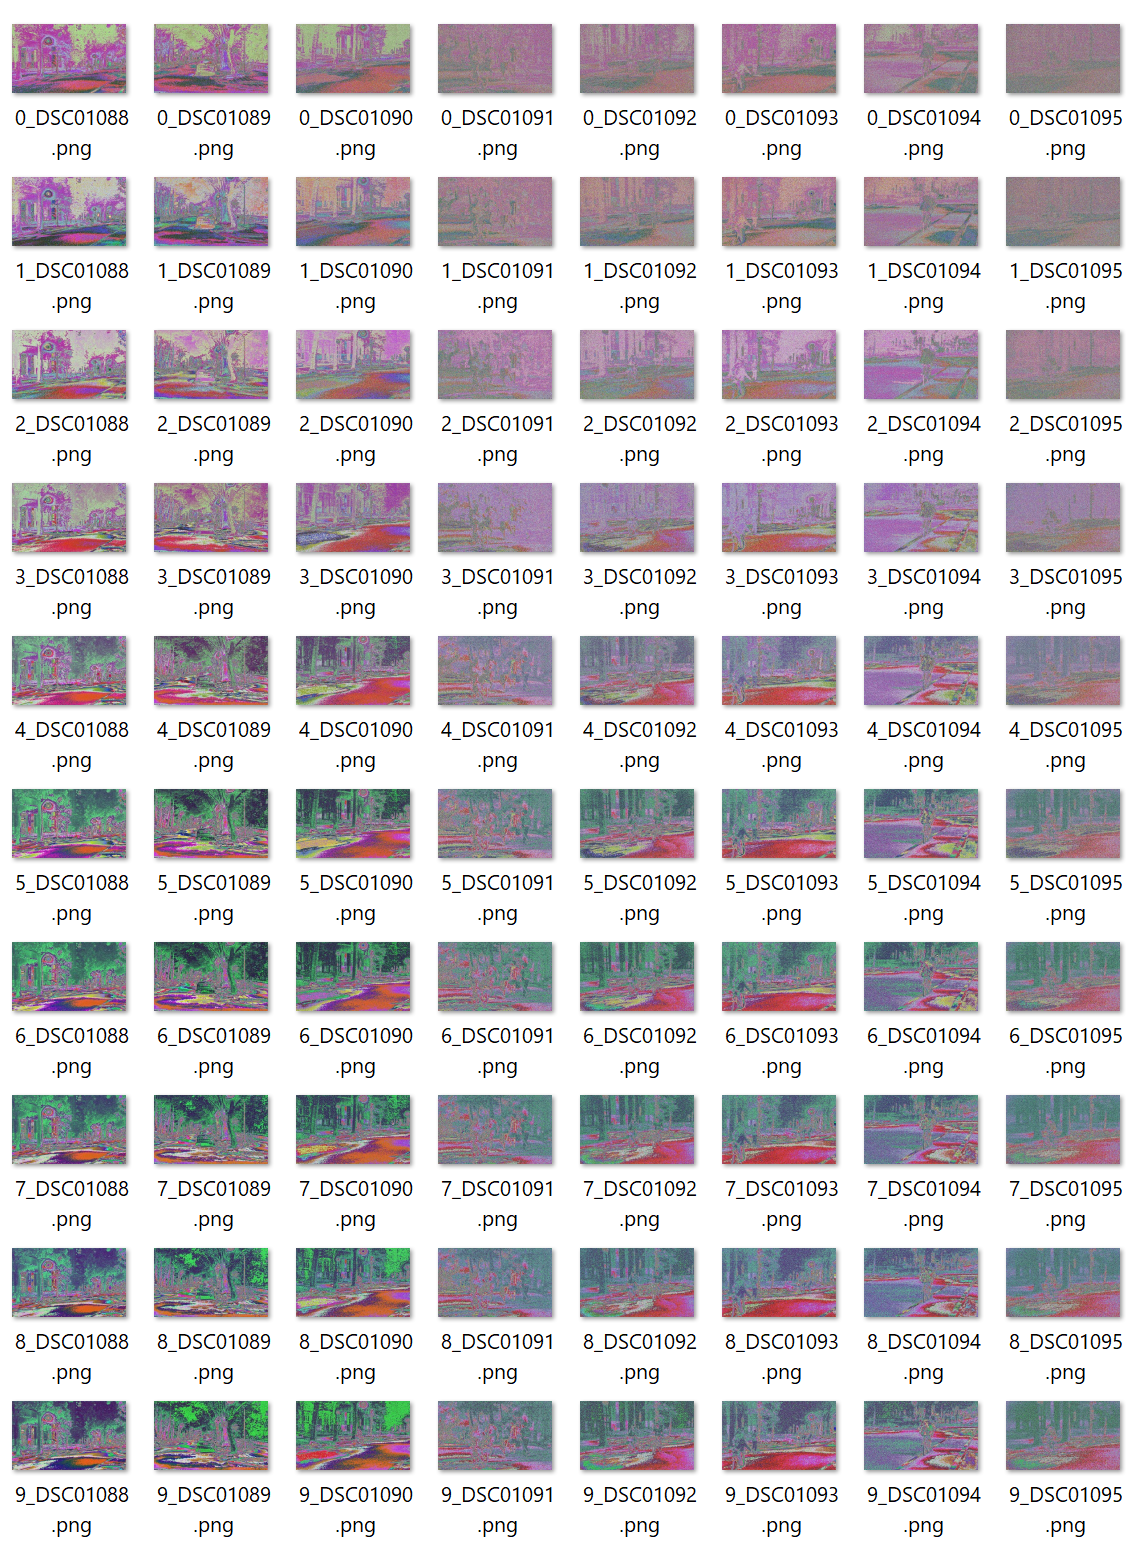 0_DSC01088 0_DSC01089 0_DSC01090 0_DSC01091 0_DSC01092 0_DSC01093 0_DSC01094 0_DSC01095
.png .png .png .png .png .png .png .png
1_DSC01088 1_DSC01089 1_DSC01090 1_DSC01091 1_DSC01092 1_DSC01093 1_DSC01094 1_DSC01095
.png .png .png .png .png .png .png .png
2_DSC01088 2_DSC01089 2_DSC01090 2_DSC01091 2_DSC01092 2_DSC01093 2_DSC01094 2_DSC01095
.png .png .png .png .png .png .png .png
3_DSC01088 3_DSC01089 3_DSC01090 3_DSC01091 3_DSC01092 3_DSC01093 3_DSC01094 3_DSC01095
.png .png .png .png .png .png .png .png
4_DSC01088 4_DSC01089 4_DSC01090 4_DSC01091 4_DSC01092 4_DSC01093 4_DSC01094 4_DSC01095
.png .png .png .png .png .png .png .png
5_DSC01088 5_DSC01089 5_DSC01090 5_DSC01091 5_DSC01092 5_DSC01093 5_DSC01094 5_DSC01095
.png .png .png .png .png .png .png .png
6_DSC01088 6_DSC01089 6_DSC01090 6_DSC01091 6_DSC01092 6_DSC01093 6_DSC01094 6_DSC01095
.png .png .png .png .png .png .png .png
7_DSC01088 7_DSC01089 7_DSC01090 7_DSC01091 7_DSC01092 7_DSC01093 7_DSC01094 7_DSC01095
.png .png .png .png .png .png .png .png
8_DSC01088 8_DSC01089 8_DSC01090 8_DSC01091 8_DSC01092 8_DSC01093 8_DSC01094 8_DSC01095
.png .png .png .png .png .png .png .png
9_DSC01088 9_DSC01089 9_DSC01090 9_DSC01091 9_DSC01092 9_DSC01093 9_DSC01094 9_DSC01095
.png .png .png .png .png .png .png .png